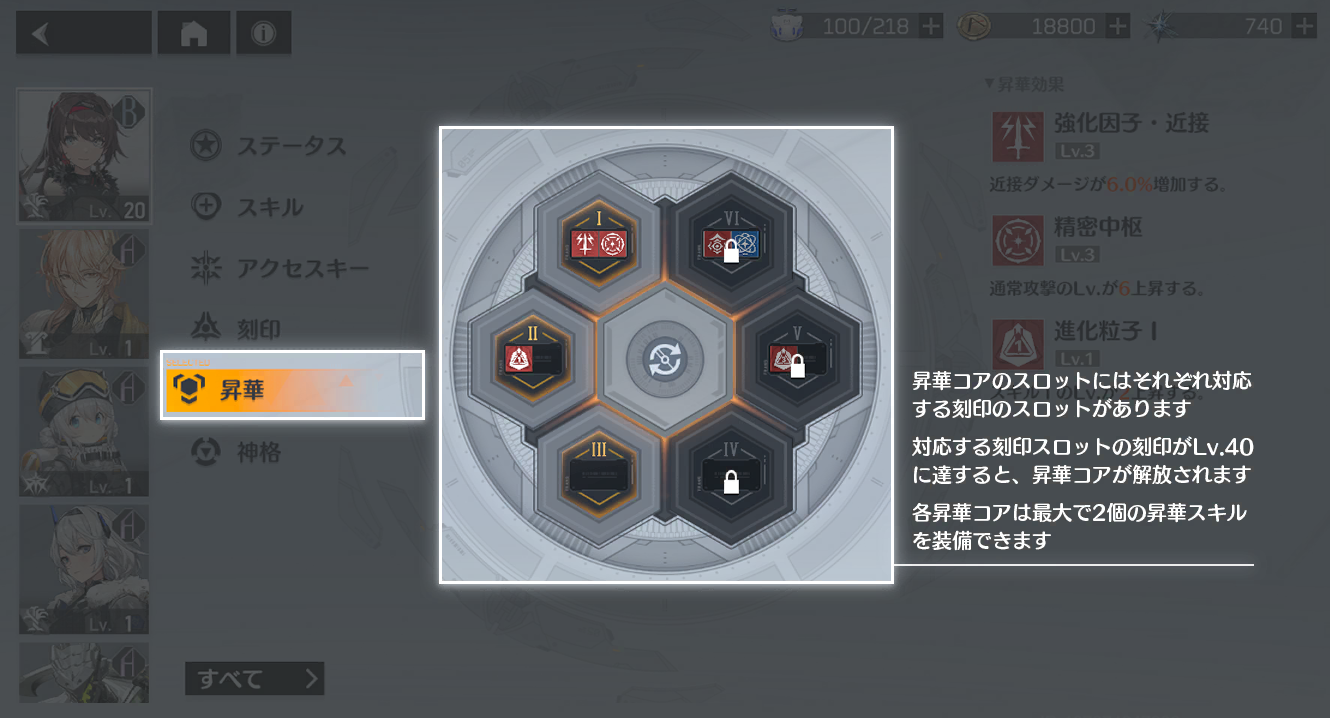 100/218
18800
740
B
Lv. 20
A
Lv. 1
A
Lv. 1
A
Lv. 1
A
ステータス
スキル
アクセスキー
刻印
昇華
神格
すべて
I
VI
II
V
III
IV
▼昇華効果
強化因子・近接
Lv.3
近接ダメージが6.0%増加する。
精密中枢
Lv.3
通常攻撃のLv.が6上昇する。
進化粒子 I
Lv.1
昇華コアのスロットにはそれぞれ対応
する刻印のスロットがあります
対応する刻印スロットの刻印がLv.40
に達すると、昇華コアが解放されます
各昇華コアは最大で2個の昇華スキル
を装備できます